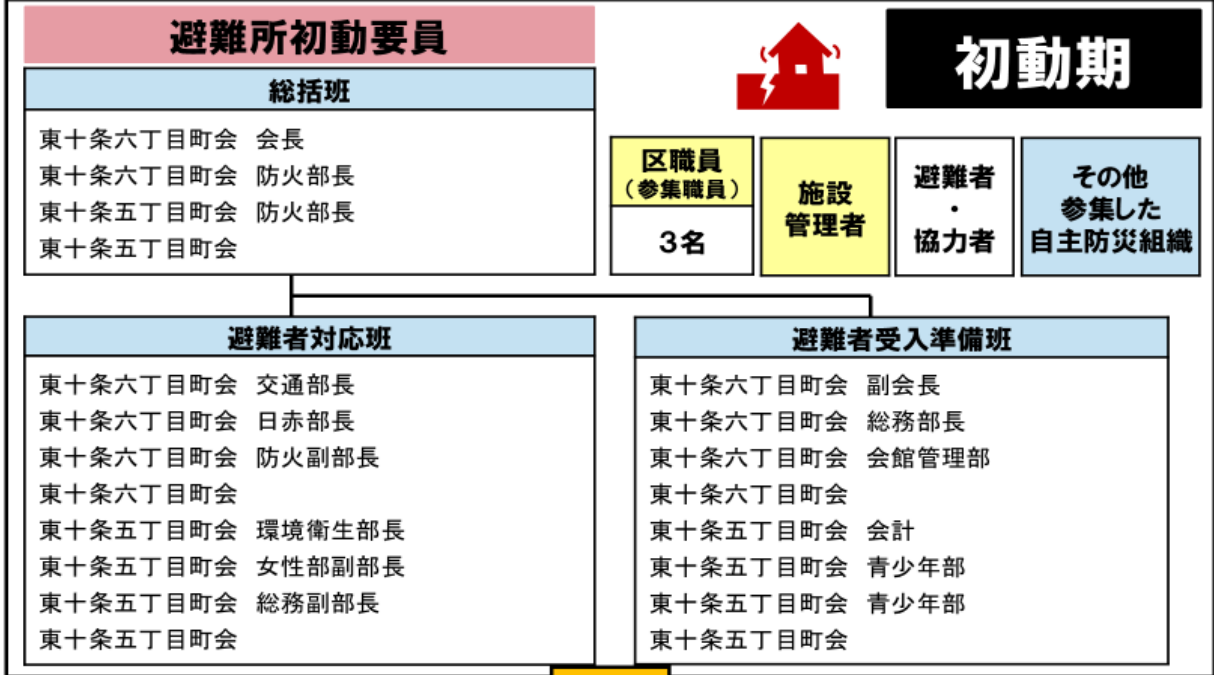 避難所初動要員
初動期
総括班
東十条六丁目町会 会長
東十条六丁目町会 防火部長
東十条五丁目町会 防火部長
東十条五丁目町会
区職員
（参集職員）
3名
施設
管理者
避難者
・
協力者
その他
参集した
自主防災組織
避難者対応班
東十条六丁目町会 交通部長
東十条六丁目町会 日赤部長
東十条六丁目町会 防火副部長
東十条六丁目町会
東十条五丁目町会 環境衛生部長
東十条五丁目町会 女性部副部長
東十条五丁目町会 総務副部長
東十条五丁目町会
避難者受入準備班
東十条六丁目町会 副会長
東十条六丁目町会 総務部長
東十条六丁目町会 会館管理部
東十条六丁目町会
東十条五丁目町会 会計
東十条五丁目町会 青少年部
東十条五丁目町会 青少年部
東十条五丁目町会